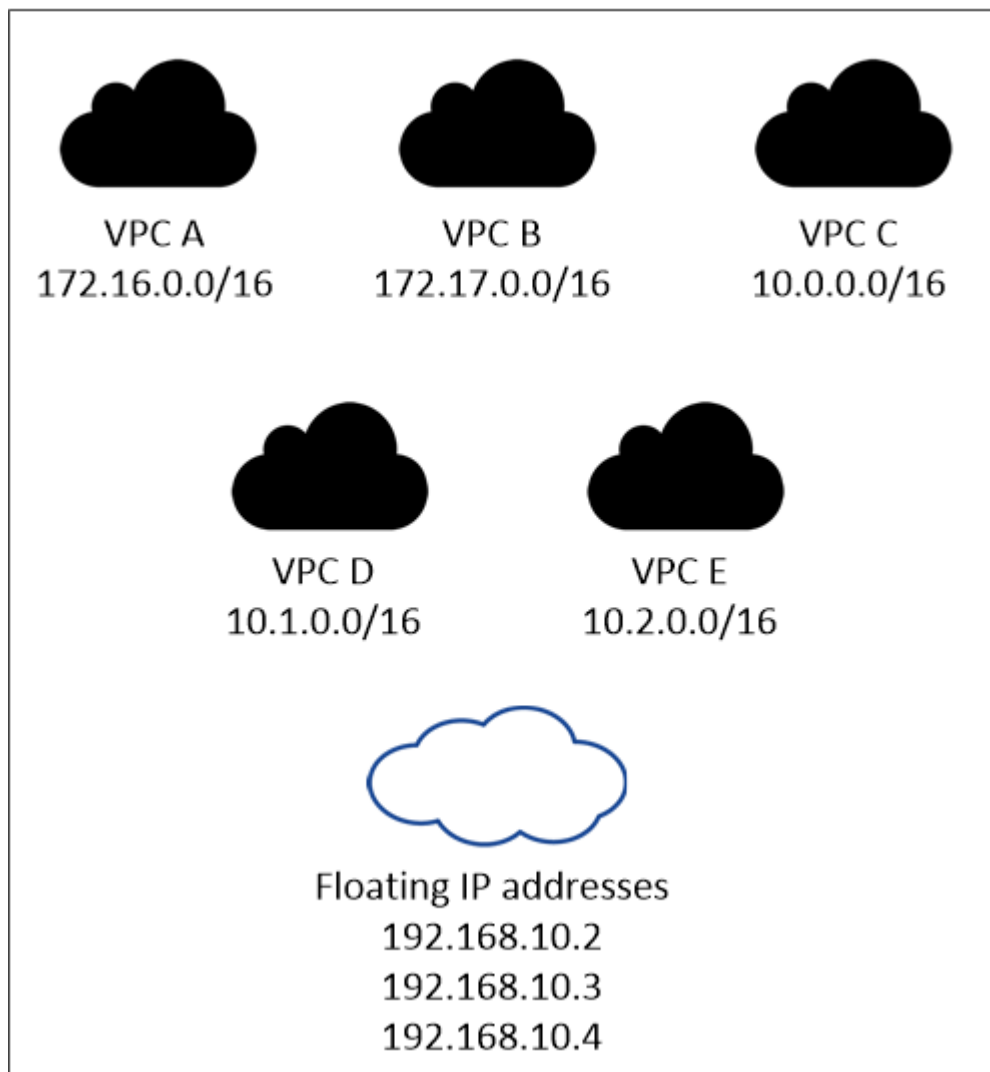 VPC A
172.16.0.0/16
VPC B
172.17.0.0/16
VPC C
10.0.0.0/16
VPC D
10.1.0.0/16
VPC E
10.2.0.0/16
Floating IP addresses
192.168.10.2
192.168.10.3
192.168.10.4